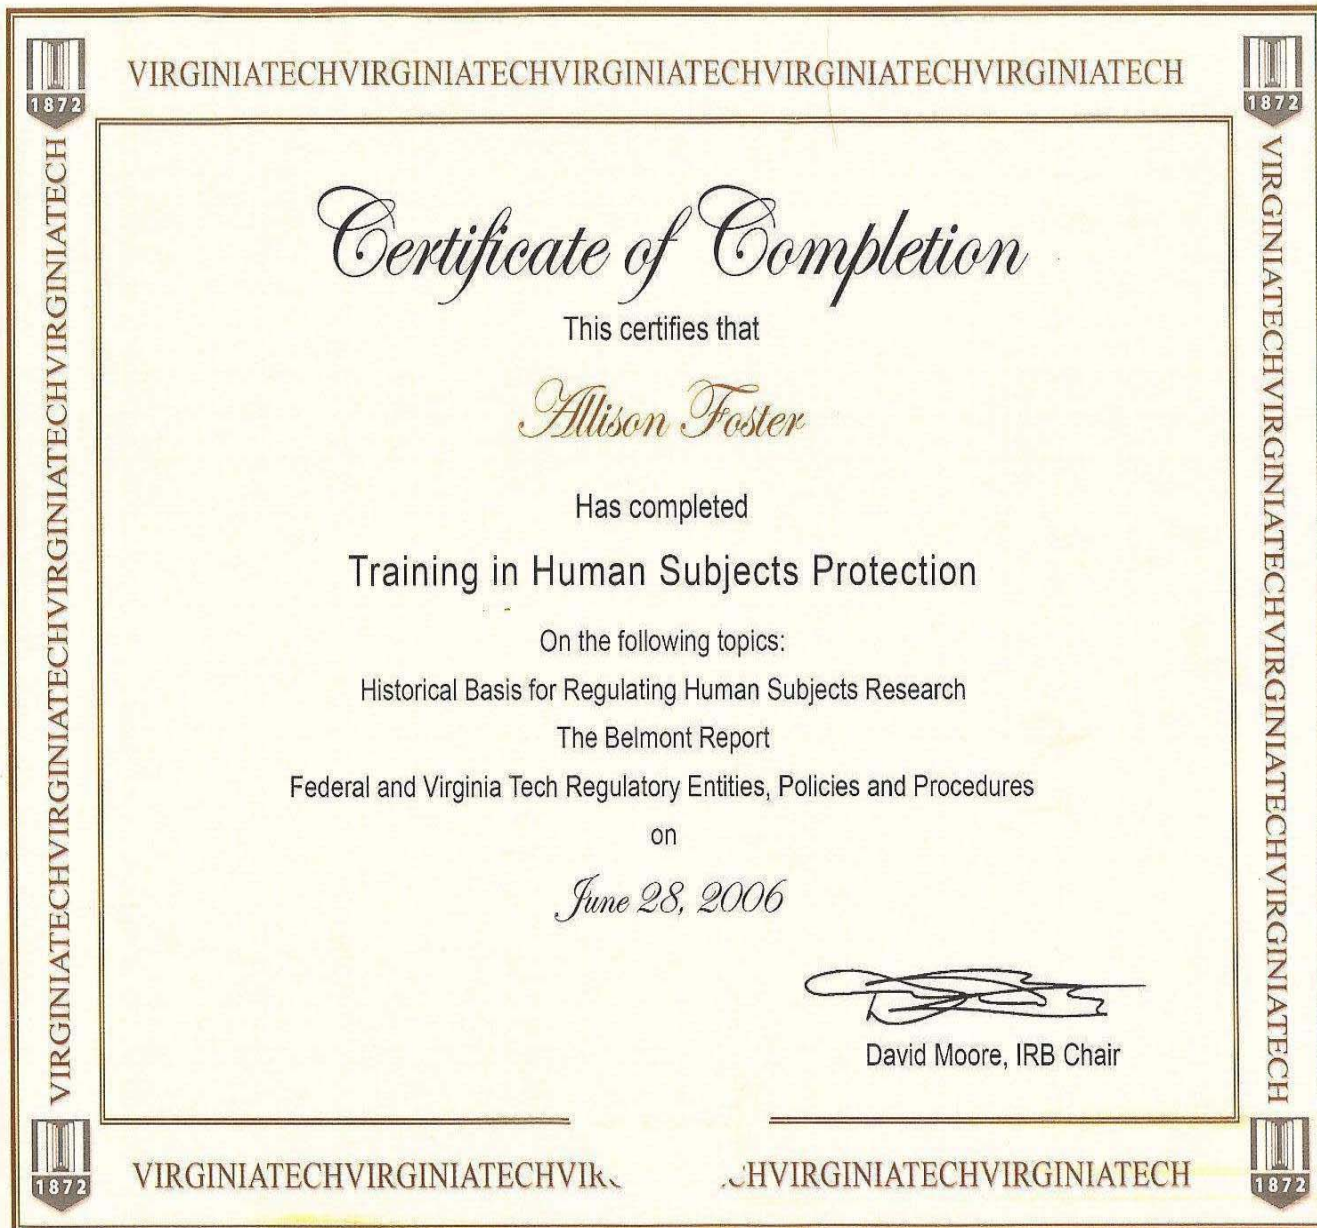 1872
VIRGINIATECHVIRGINIATECHVIRGINIATECHVIRGINIATECHVIRGINIATECH
1872
VIRGINIATECHVIRGINIATECHVIRGINIATECHVIRGINIATECHVIRGINIATECH
VIRGINIATECHVIRGINIATECHVIRGINIATECHVIRGINIATECHVIRGINIATECH
Certificate of Completion
This certifies that
Allison Foster
Has completed
Training in Human Subjects Protection
On the following topics:
Historical Basis for Regulating Human Subjects Research
The Belmont Report
Federal and Virginia Tech Regulatory Entities, Policies and Procedures
on
June 28, 2006
David Moore, IRB Chair
1872
VIRGINIATECHVIRGINIATECHVIR CHVIRGINIATECHVIRGINIATECH
1872